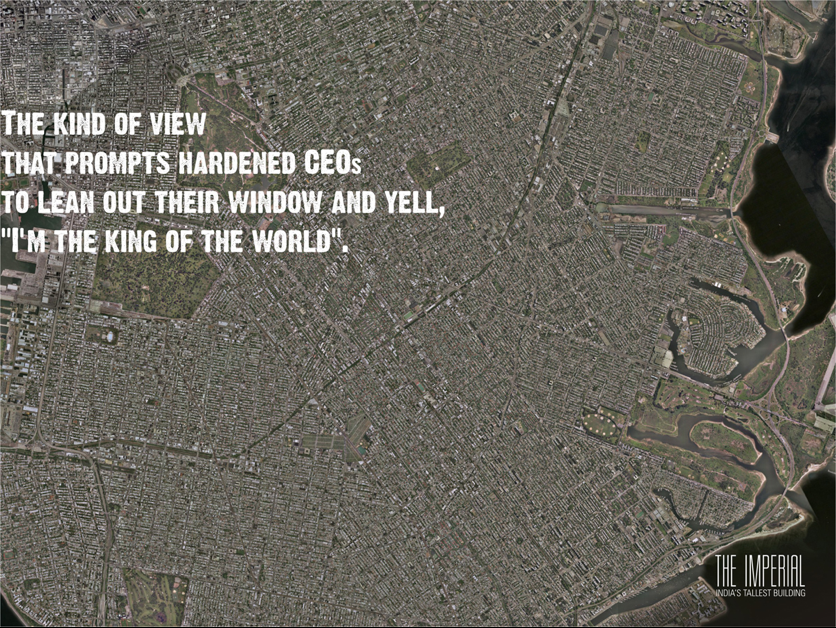 The kind of view
that prompts hardened CEOs
to lean out their window and yell,
"I'm the king of the world".
THE IMPERIAL
INDIA'S TALLEST BUILDING